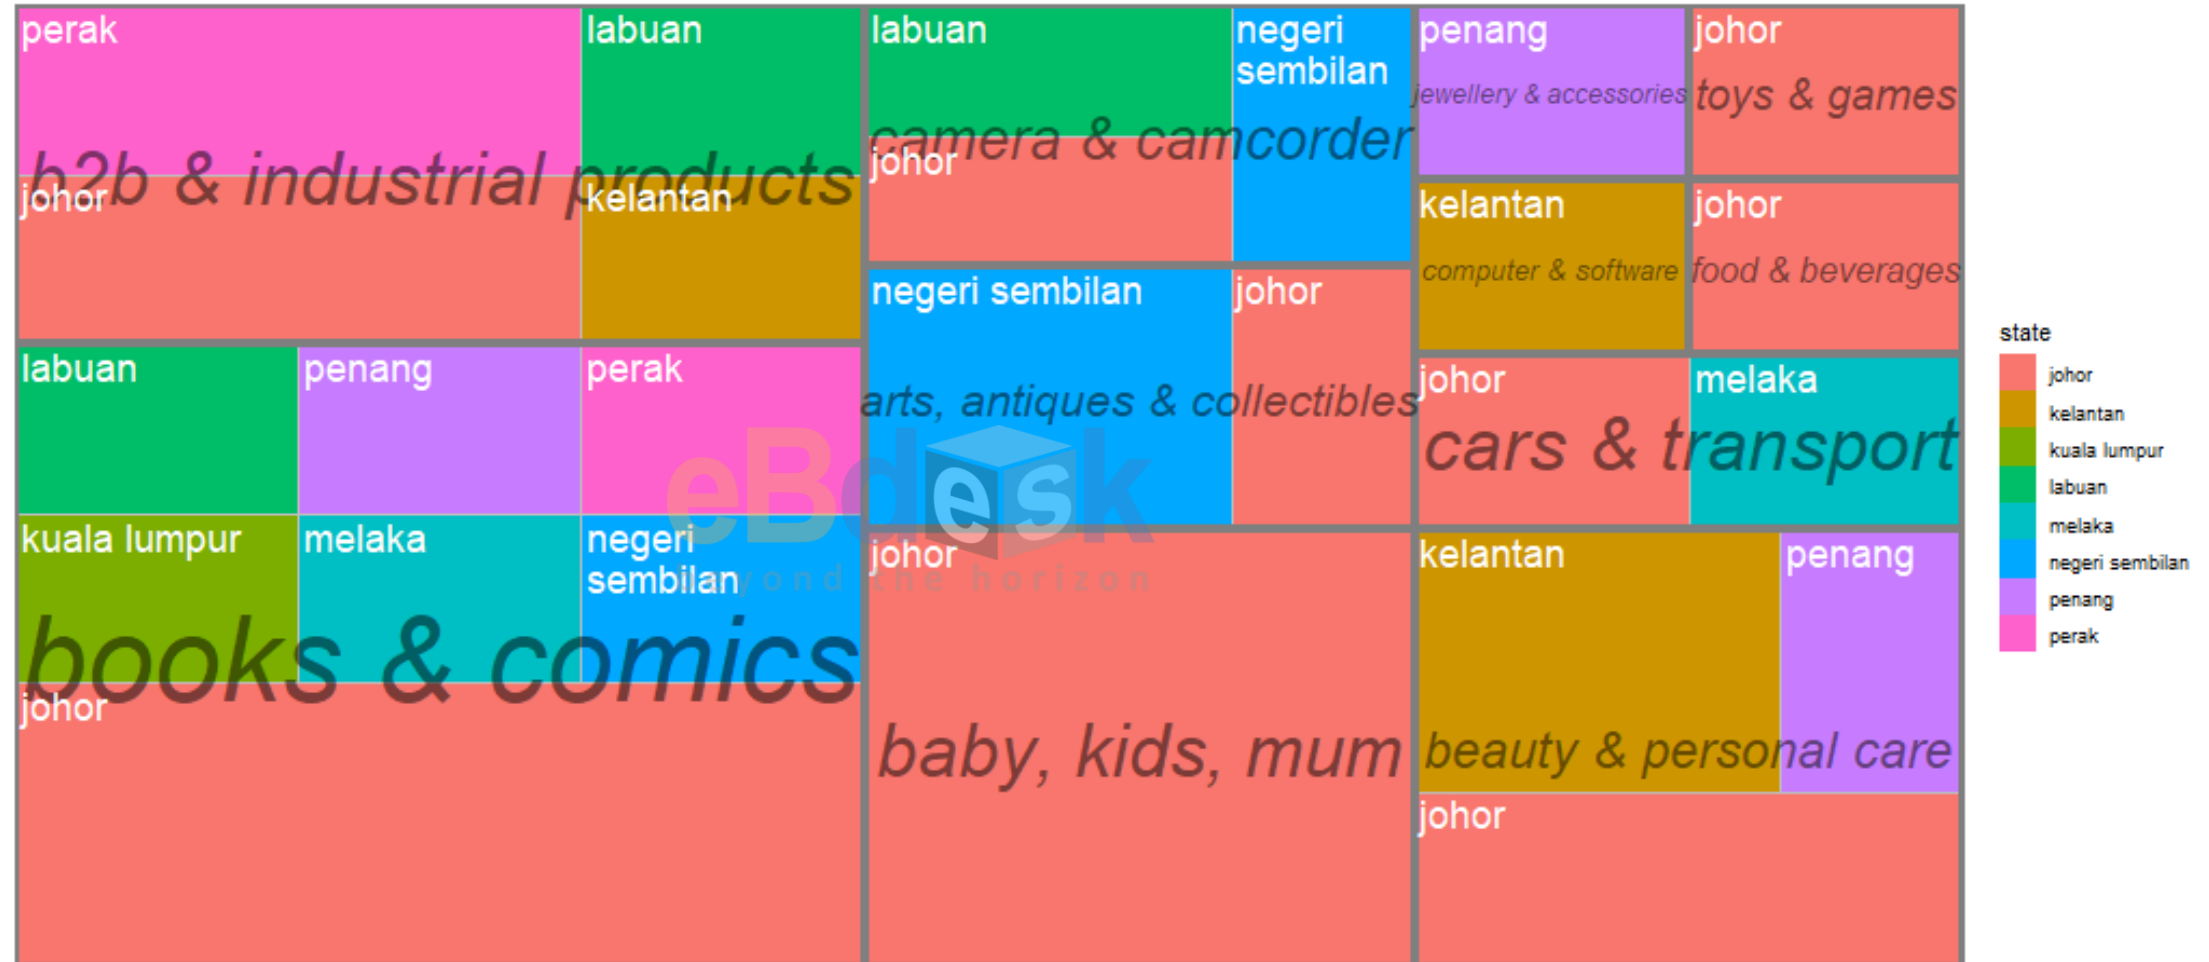 perak
labuan
b2b & industrial products
johor
kelantan
labuan
penang
perak
kuala lumpur
melaka
negeri
sembilan
books & comics
johor
labuan
negeri
sembilan
camera & camcorder
johor
negeri sembilan
johor
arts, antiques & collectibles
eBdesk
beyond the horizon
johor
baby, kids, mum
penang
jewellery & accessories
johor
toys & games
kelantan
computer & software
johor
food & beverages
johor
melaka
cars & transport
kelantan
penang
beauty & personal care
johor
state
johor
kelantan
kuala lumpur
labuan
melaka
negeri sembilan
penang
perak